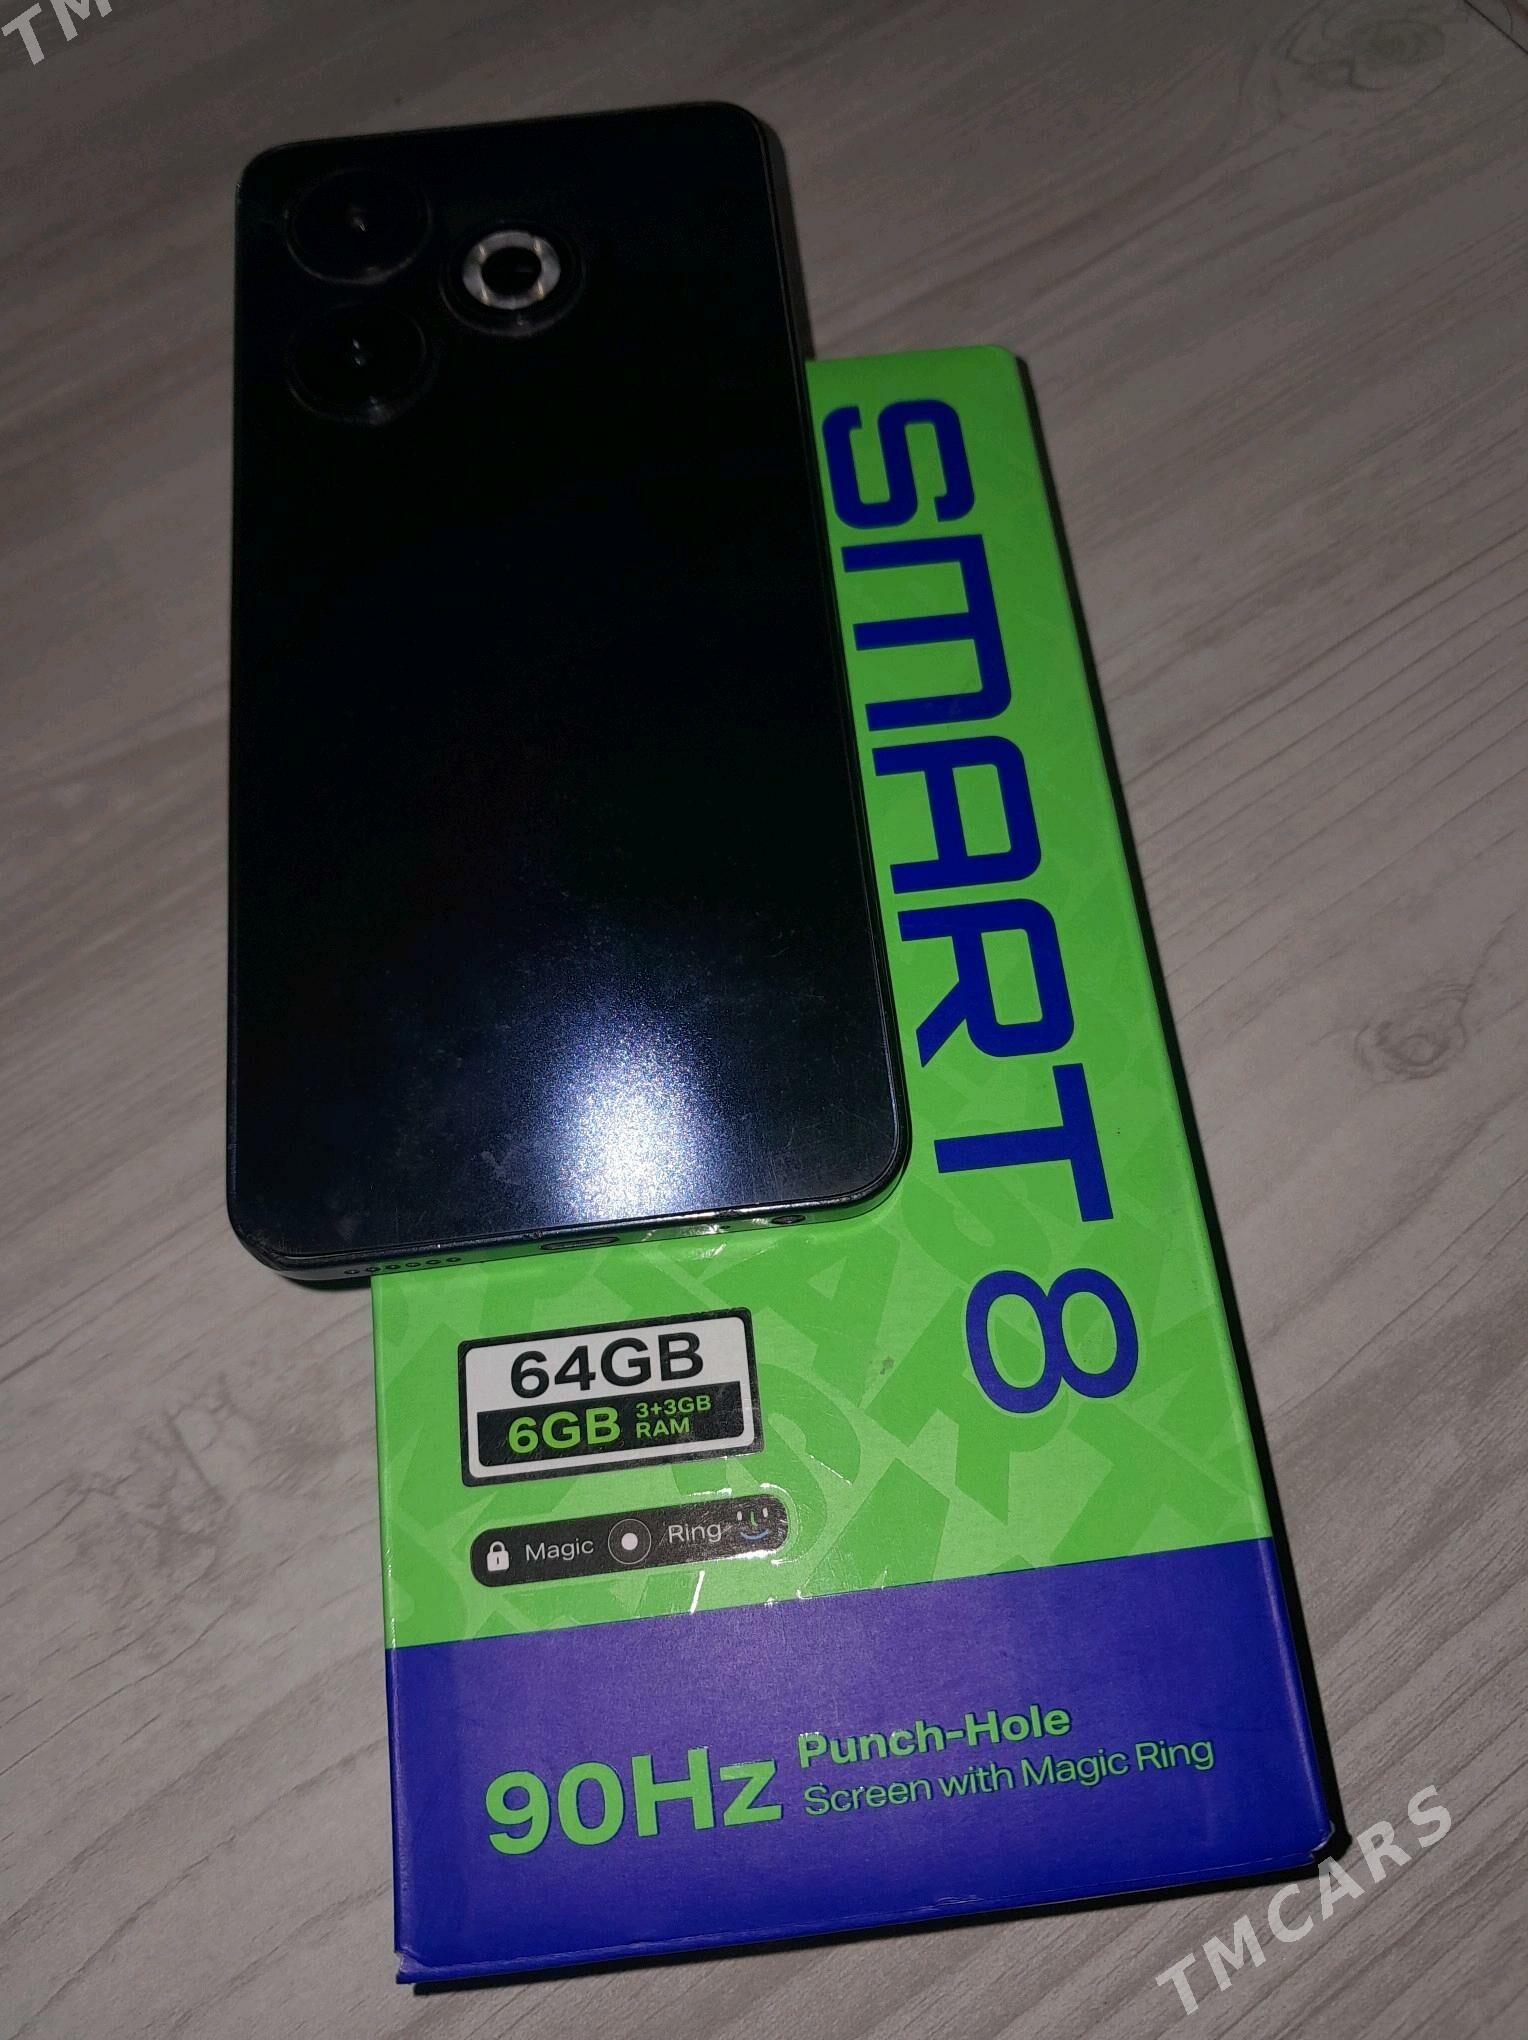 TM
SMART 8
64GB
6GB 3+3GB
RAM
Magic Ring
90Hz Punch-Hole
Screen with Magic Ring
TMCARS